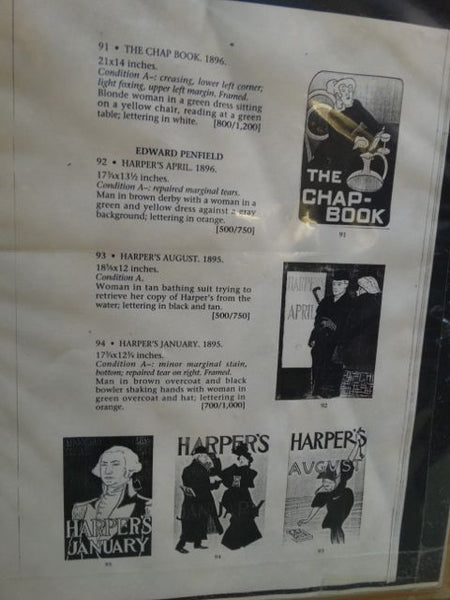 91 • THE CHAP BOOK. 1896.
21x14 inches.
Condition A–: creasing, lower left corner;
light foxing, upper left margin. Framed.
Blonde woman in a green dress sitting
on a yellow chair, reading at a green
table; lettering in white. [800/1,200]
EDWARD PENFIELD
92 • HARPER'S APRIL. 1896.
17¾x13½ inches.
Condition A–: repaired marginal tears.
Man in brown derby with a woman in a
green and yellow dress against a gray
background; lettering in orange.
[500/750]
93 • HARPER'S AUGUST. 1895.
inches.
Condition A.
Woman in tan bathing suit trying to
retrieve her copy of Harper's from the
water; lettering in black and tan.
[500/750]
94 • HARPER'S JANUARY. 1895.
inches.
Condition A–: minor marginal stain,
bottom; repaired tear on right. Framed.
Man in brown overcoat and black
bowler shaking hands with woman in
green overcoat and hat; lettering in
orange. [700/1,000]
THE
CHAP-
BOOK
91
HARPER'S
APRIL
92
HARPER'S
JANUARY
95
HARPER'S
JANUARY
94
HARPER'S
AUGUST
93